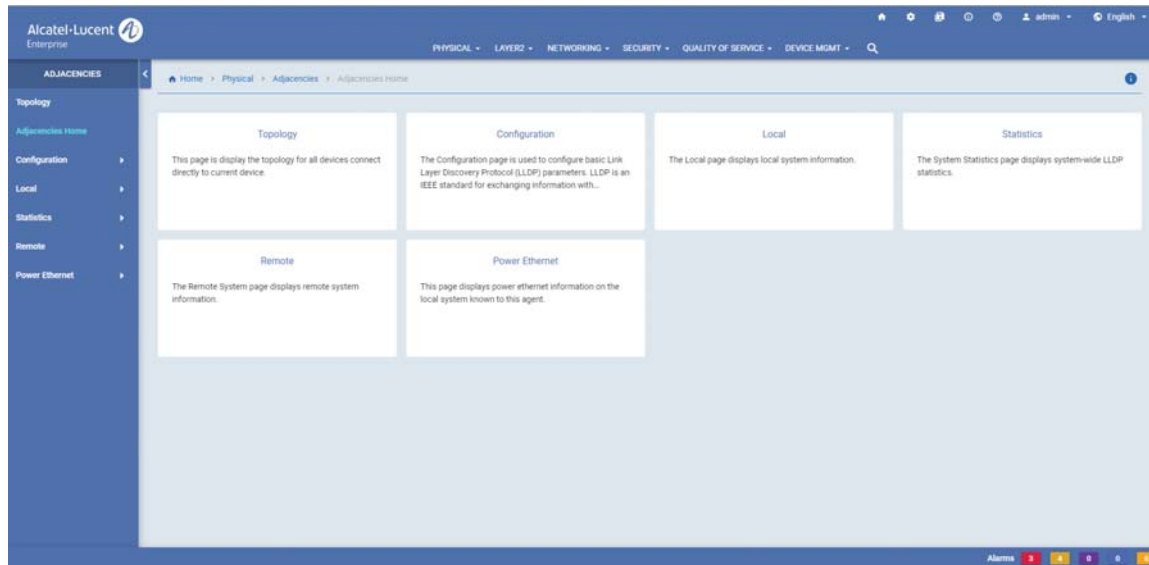 Alcatel·Lucent
Enterprise
admin
English
PHYSICAL
LAYER2
NETWORKING
SECURITY
QUALITY OF SERVICE
DEVICE MGMT
ADJACENCIES
Home > Physical > Adjacencies > Adjacencies Home
Topology
Adjacencies Home
Configuration
Local
Statistics
Remote
Power Ethernet
Topology
This page is display the topology for all devices connect
directly to current device.
Configuration
The Configuration page is used to configure basic Link
Layer Discovery Protocol (LLDP) parameters. LLDP is an
IEEE standard for exchanging information with...
Local
The Local page displays local system information.
Statistics
The System Statistics page displays system-wide LLDP
statistics.
Remote
The Remote System page displays remote system
information.
Power Ethernet
This page displays power ethernet information on the
local system known to this agent.
Alarms 3 4 0 0